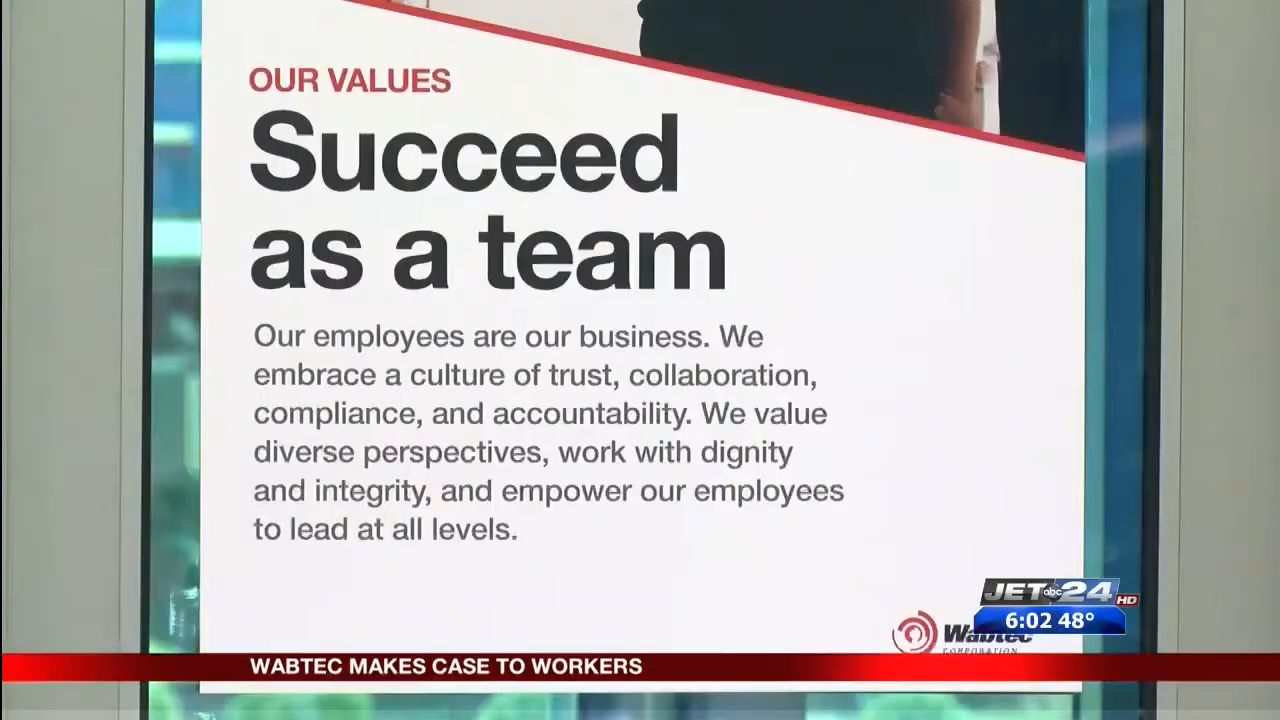 OUR VALUES
Succeed
as a team
Our employees are our business. We
embrace a culture of trust, collaboration,
compliance, and accountability. We value
diverse perspectives, work with dignity
and integrity, and empower our employees
to lead at all levels.
JET abc 24 HD
6:02 48°
Wabtec
CORPORATION
WABTEC MAKES CASE TO WORKERS